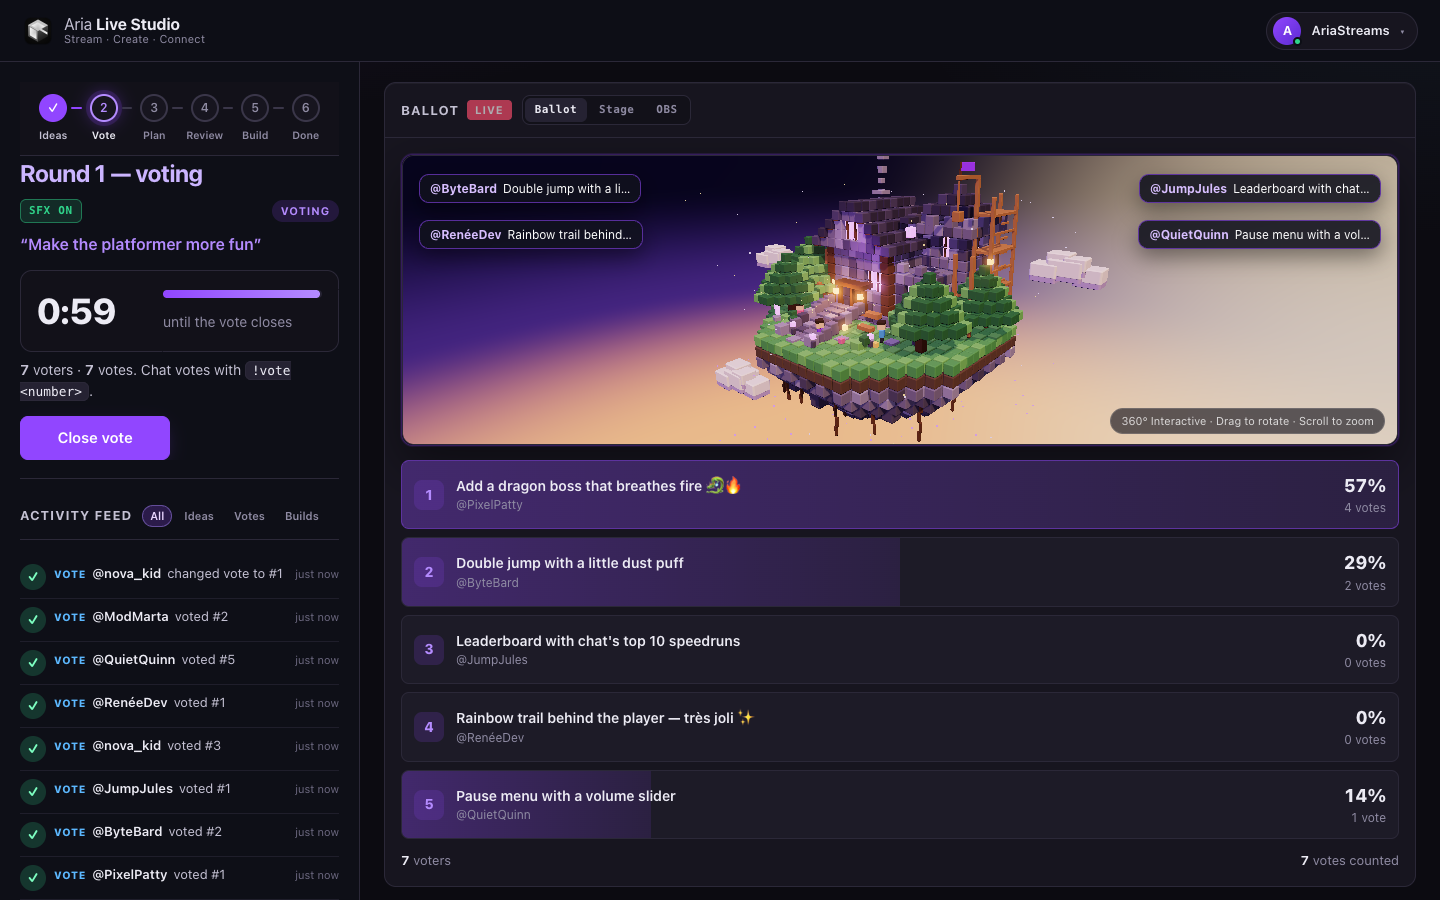 Aria Live Studio
Stream · Create · Connect
A AriaStreams
2 3 4 5 6
Ideas Vote Plan Review Build Done
Round 1 — voting
SFX ON VOTING
“Make the platformer more fun”
0:59
until the vote closes
7 voters · 7 votes. Chat votes with !vote
<number>.
Close vote
ACTIVITY FEED All Ideas Votes Builds
VOTE @nova_kid changed vote to #1 just now
VOTE @ModMarta voted #2 just now
VOTE @QuietQuinn voted #5 just now
VOTE @RenéeDev voted #1 just now
VOTE @nova_kid voted #3 just now
VOTE @JumpJules voted #1 just now
VOTE @ByteBard voted #2 just now
VOTE @PixelPatty voted #1 just now
BALLOT LIVE Ballot Stage OBS
@ByteBard Double jump with a li...
@JumpJules Leaderboard with chat...
@RenéeDev Rainbow trail behind...
@QuietQuinn Pause menu with a vol...
360° Interactive · Drag to rotate · Scroll to zoom
1 Add a dragon boss that breathes fire 🐉🔥 57%
@PixelPatty 4 votes
2 Double jump with a little dust puff 29%
@ByteBard 2 votes
3 Leaderboard with chat's top 10 speedruns 0%
@JumpJules 0 votes
4 Rainbow trail behind the player — très joli ✨ 0%
@RenéeDev 0 votes
5 Pause menu with a volume slider 14%
@QuietQuinn 1 vote
7 voters 7 votes counted